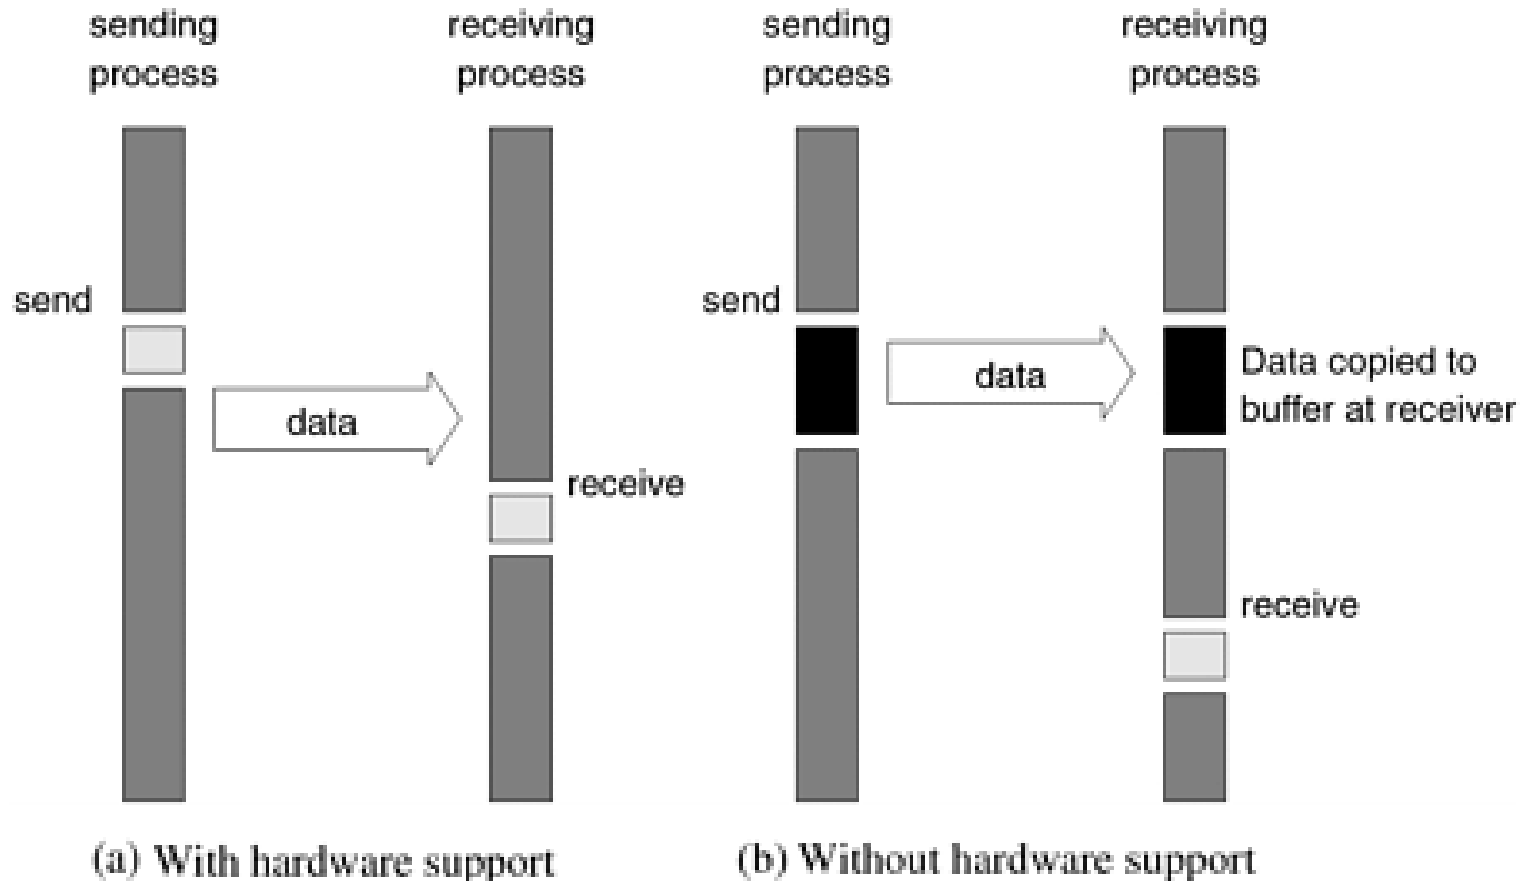 sending
process
receiving
process
send
data
receive
(a) With hardware support
sending
process
receiving
process
send
data
Data copied to
buffer at receiver
receive
(b) Without hardware support